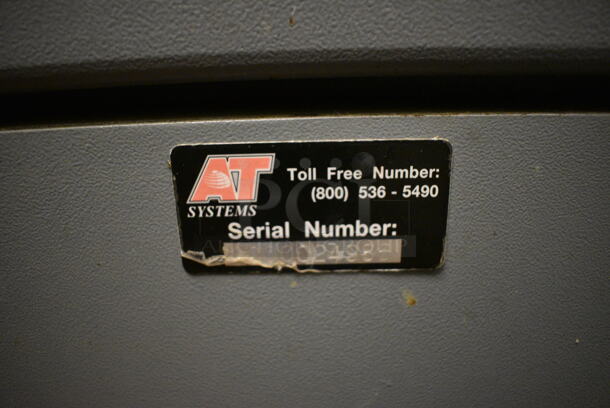 AT
SYSTEMS
Toll Free Number:
(800) 536 - 5490
Serial Number: